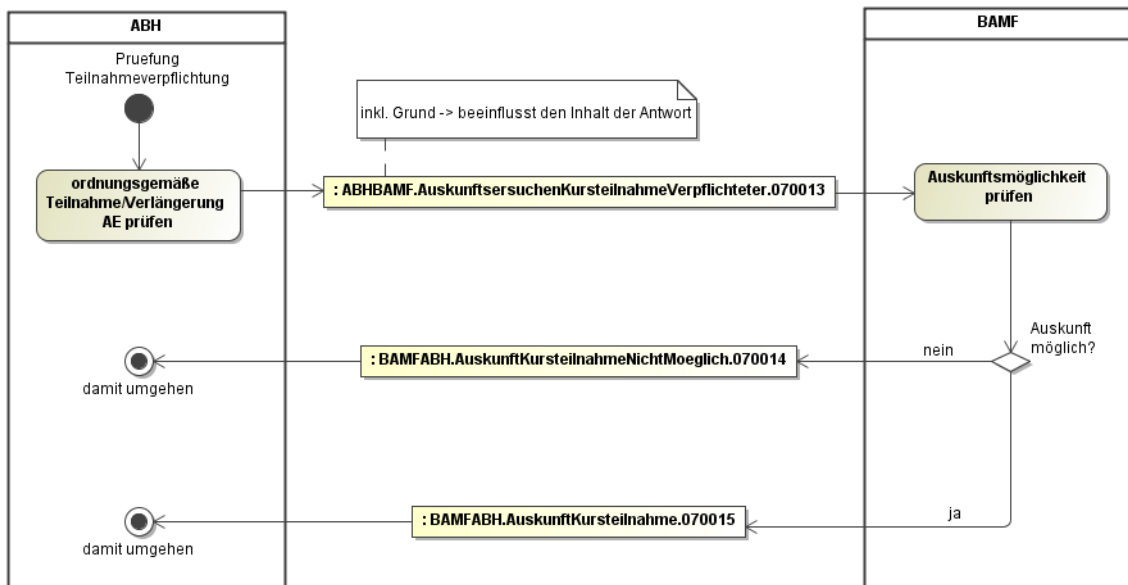 ABH
BAMF
Pruefung
Teilnahmeverpflichtung
inkl. Grund -> beeinflusst den Inhalt der Antwort
ordnungsgemäße
Teilnahme/Verlängerung
AE prüfen
: ABHBAMF.AuskunftsersuchenKursteilnahmeVerpflichteter.070013
Auskunftsmöglichkeit
prüfen
Auskunft
möglich?
nein
: BAMFABH.AuskunftKursteilnahmeNichtMoeglich.070014
damit umgehen
ja
: BAMFABH.AuskunftKursteilnahme.070015
damit umgehen